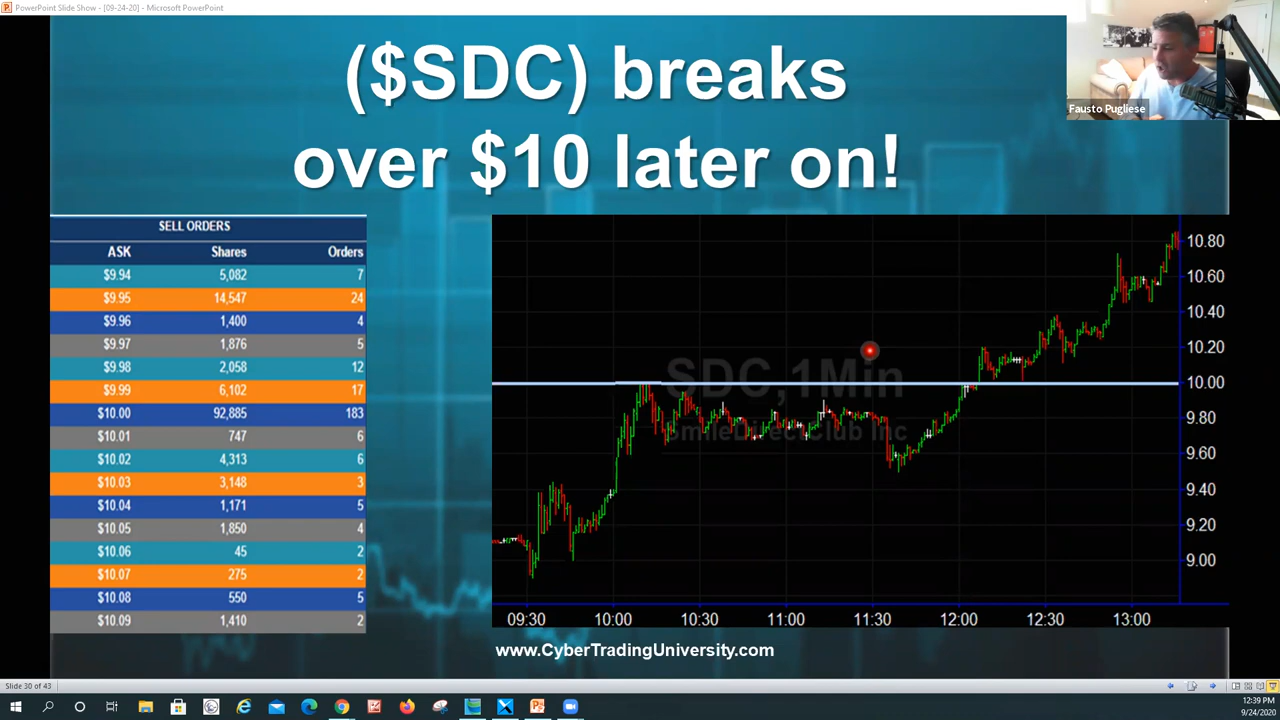 PowerPoint Slide Show - [09-24-20] - Microsoft PowerPoint
($SDC) breaks
over $10 later on!
Fausto Pugliese
SELL ORDERS
ASK Shares Orders
$9.94 5,082 7
$9.95 14,547 24
$9.96 1,400 4
$9.97 1,876 5
$9.98 2,058 12
$9.99 6,102 17
$10.00 92,885 183
$10.01 747 6
$10.02 4,313 6
$10.03 3,148 3
$10.04 1,171 5
$10.05 1,850 4
$10.06 45 2
$10.07 275 2
$10.08 550 5
$10.09 1,410 2
SDC,1Min
SmileDirectClub Inc
10.80
10.60
10.40
10.20
10.00
9.80
9.60
9.40
9.20
9.00
09:30 10:00 10:30 11:00 11:30 12:00 12:30 13:00
www.CyberTradingUniversity.com
Slide 30 of 43
12:39 PM
9/24/2020